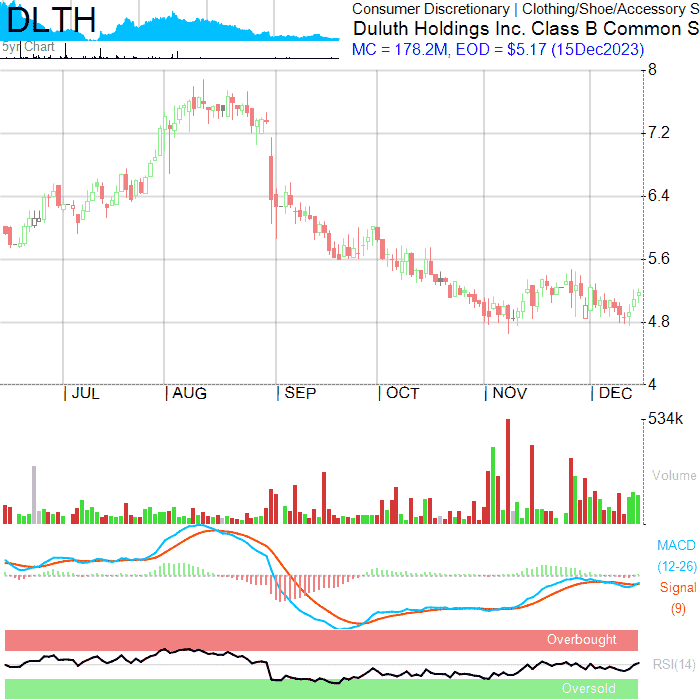 DLTH
5yr Chart
Consumer Discretionary | Clothing/Shoe/Accessory S
Duluth Holdings Inc. Class B Common S
MC = 178.2M, EOD = $5.17 (15Dec2023)
8
7.2
6.4
5.6
4.8
4
JUL AUG SEP OCT NOV DEC
534k
Volume
MACD
(12-26)
Signal
(9)
Overbought
RSI(14)
Oversold